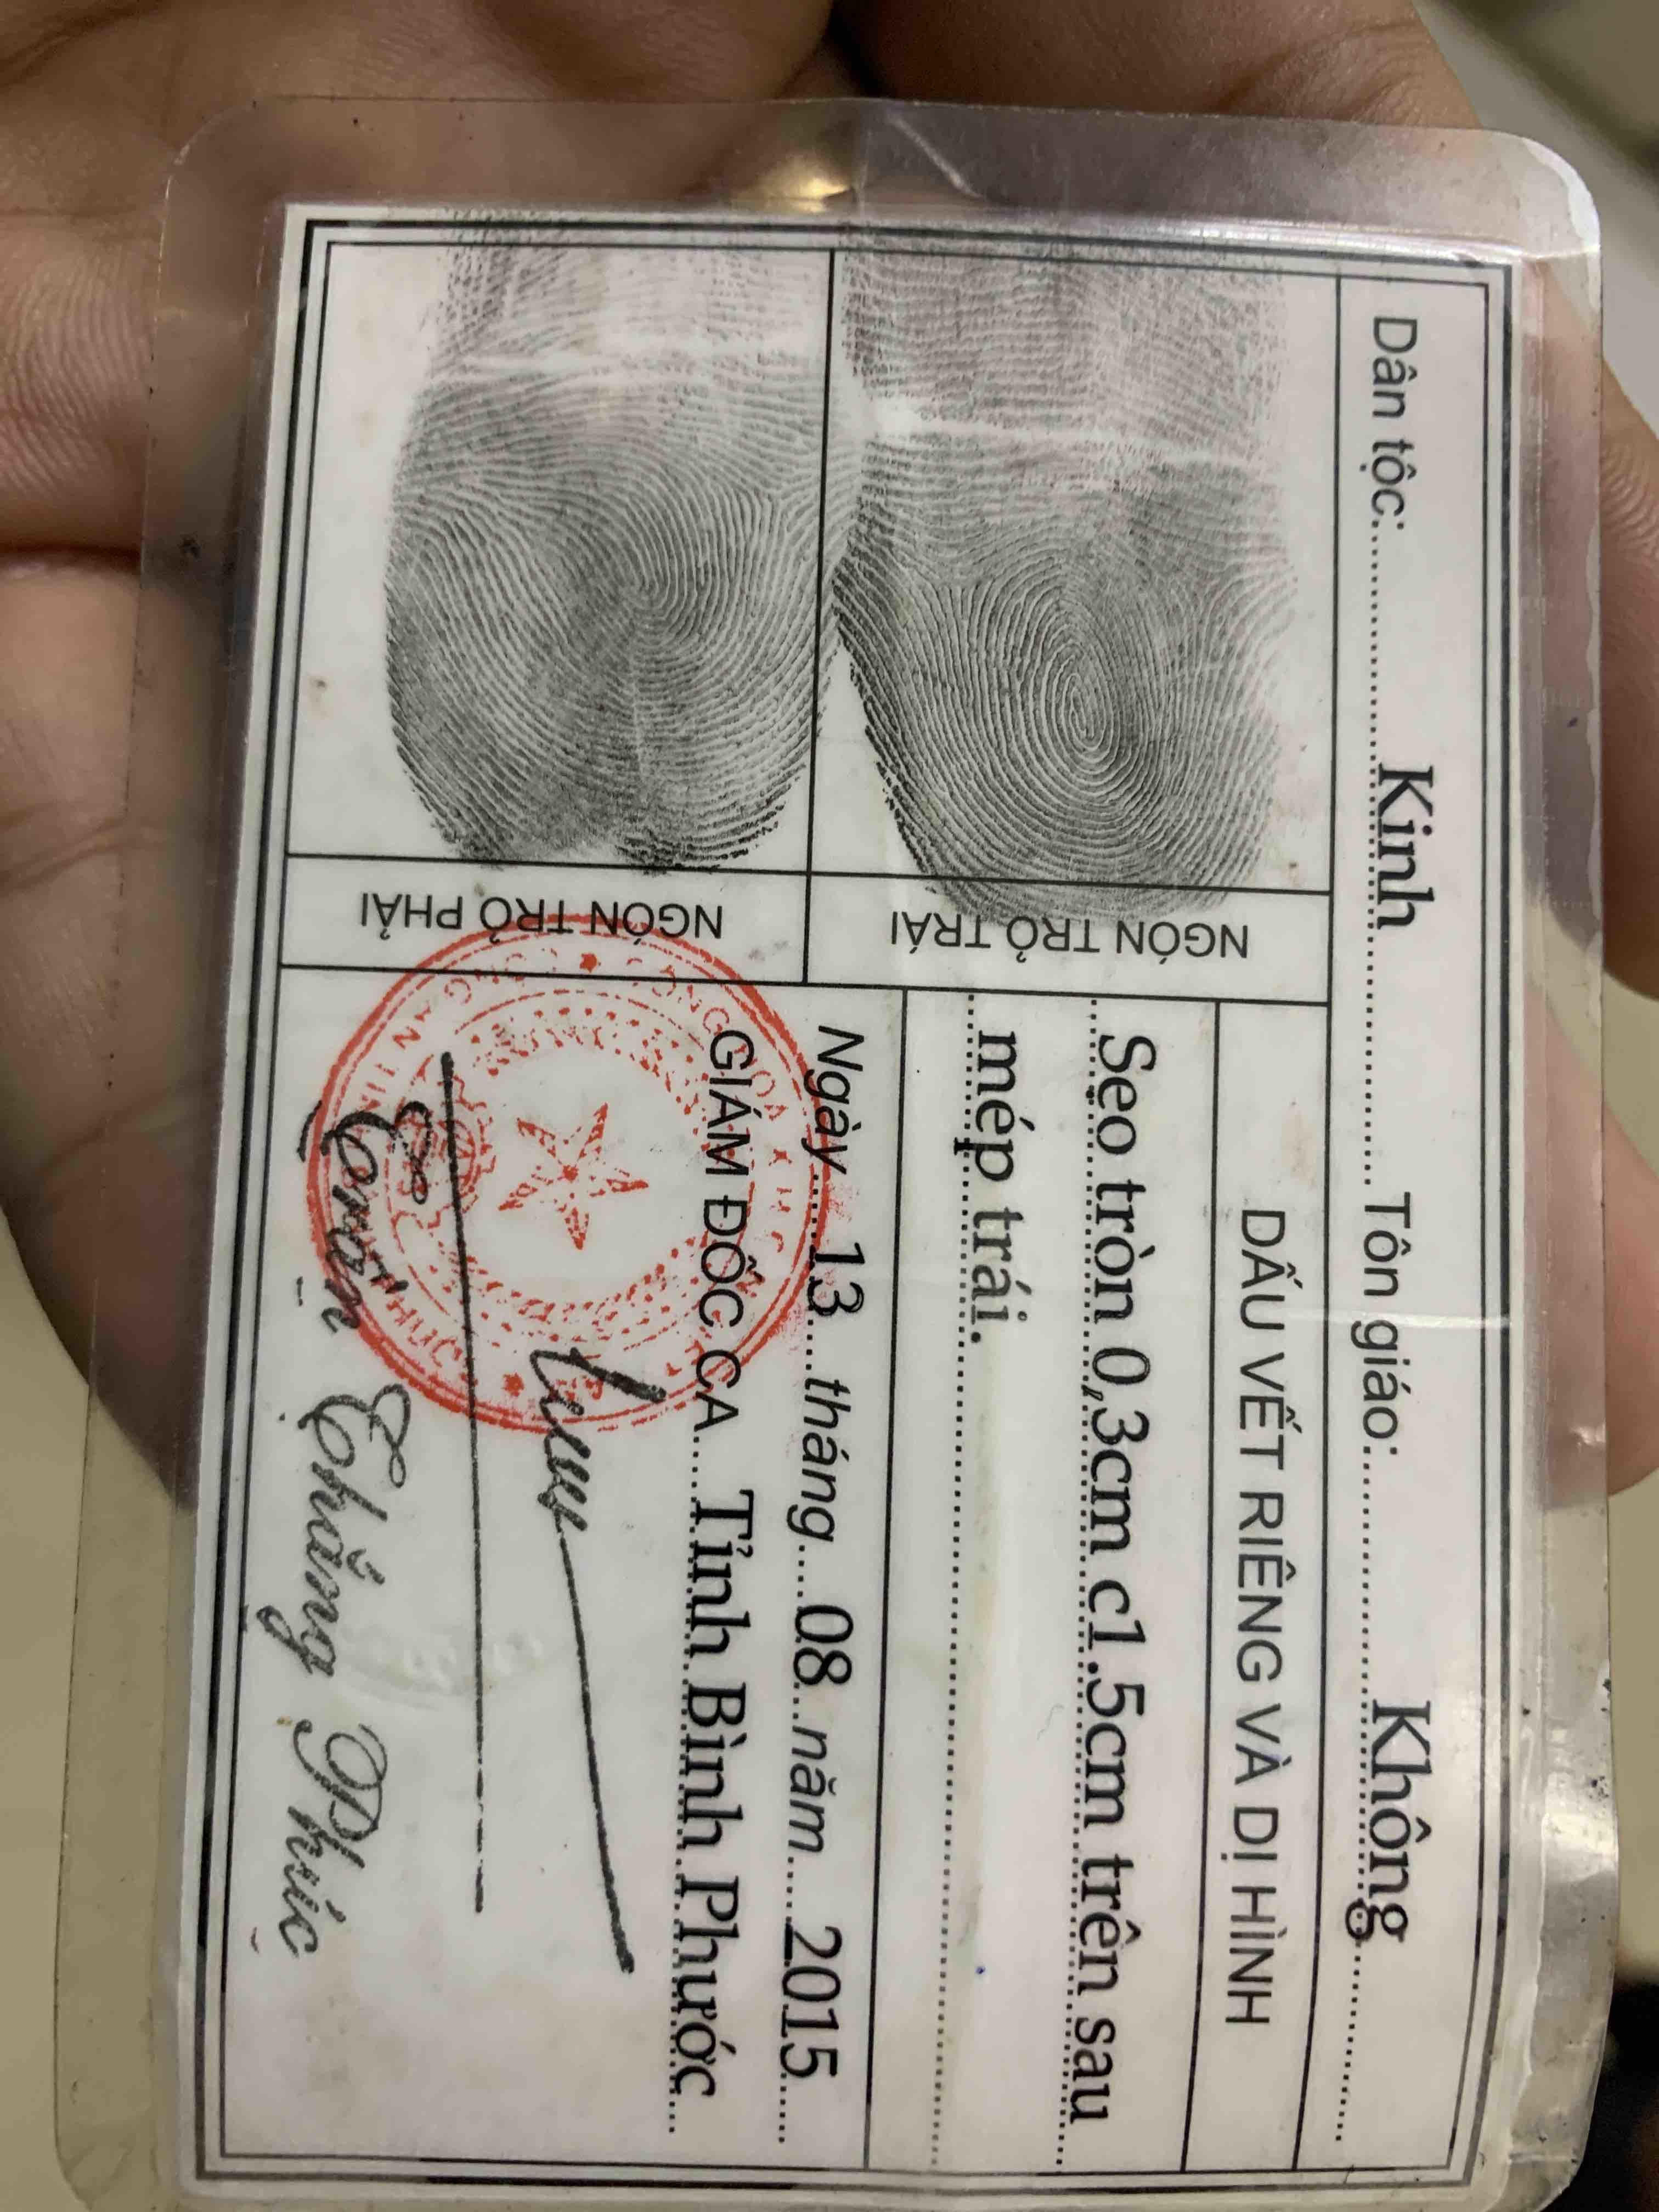 Dân tộc: Kinh Tôn giáo: Không
NGÓN TRỎ TRÁI
NGÓN TRỎ PHẢI
DẤU VẾT RIÊNG VÀ DỊ HÌNH
Sẹo tròn 0,3cm c1.5cm trên sau
mép trái.
Ngày 13 tháng 08 năm 2015
GIÁM ĐỐC CA Tỉnh Bình Phước
Trần Thắng Phúc